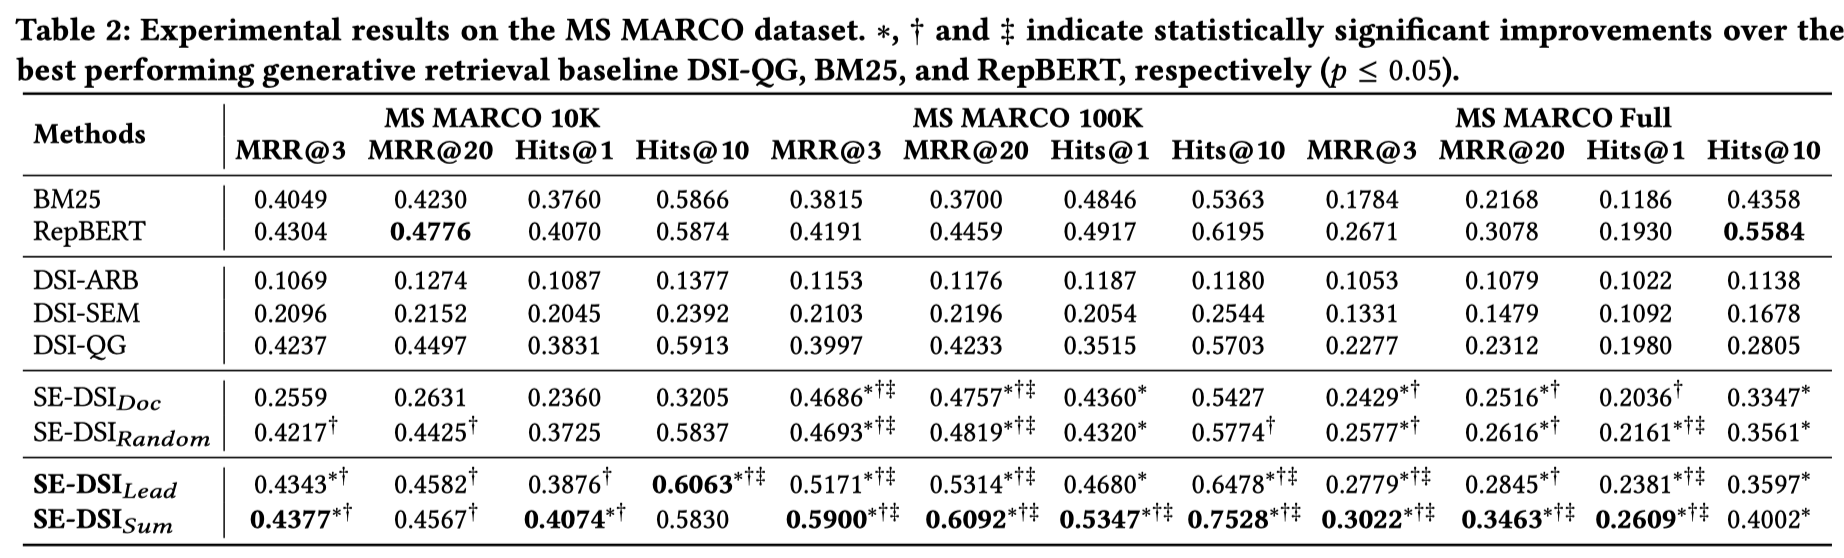 Table 2: Experimental results on the MS MARCO dataset. ∗, † and ‡ indicate statistically significant improvements over the
best performing generative retrieval baseline DSI-QG, BM25, and RepBERT, respectively (p ≤ 0.05).
Methods MS MARCO 10K MS MARCO 100K MS MARCO Full
MRR@3 MRR@20 Hits@1 Hits@10 MRR@3 MRR@20 Hits@1 Hits@10 MRR@3 MRR@20 Hits@1 Hits@10
BM25 0.4049 0.4230 0.3760 0.5866 0.3815 0.3700 0.4846 0.5363 0.1784 0.2168 0.1186 0.4358
RepBERT 0.4304 0.4776 0.4070 0.5874 0.4191 0.4459 0.4917 0.6195 0.2671 0.3078 0.1930 0.5584
DSI-ARB 0.1069 0.1274 0.1087 0.1377 0.1153 0.1176 0.1187 0.1180 0.1053 0.1079 0.1022 0.1138
DSI-SEM 0.2096 0.2152 0.2045 0.2392 0.2103 0.2196 0.2054 0.2544 0.1331 0.1479 0.1092 0.1678
DSI-QG 0.4237 0.4497 0.3831 0.5913 0.3997 0.4233 0.3515 0.5703 0.2277 0.2312 0.1980 0.2805
SE-DSIDoc 0.2559 0.2631 0.2360 0.3205 0.4686∗†‡ 0.4757∗†‡ 0.4360∗ 0.5427 0.2429∗† 0.2516∗† 0.2036† 0.3347∗
SE-DSIRandom 0.4217† 0.4425† 0.3725 0.5837 0.4693∗†‡ 0.4819∗†‡ 0.4320∗ 0.5774† 0.2577∗† 0.2616∗† 0.2161∗†‡ 0.3561∗
SE-DSILead 0.4343∗† 0.4582† 0.3876† 0.6063∗†‡ 0.5171∗†‡ 0.5314∗†‡ 0.4680∗ 0.6478∗†‡ 0.2779∗†‡ 0.2845∗† 0.2381∗†‡ 0.3597∗
SE-DSISum 0.4377∗† 0.4567† 0.4074∗† 0.5830 0.5900∗†‡ 0.6092∗†‡ 0.5347∗†‡ 0.7528∗†‡ 0.3022∗†‡ 0.3463∗†‡ 0.2609∗†‡ 0.4002∗